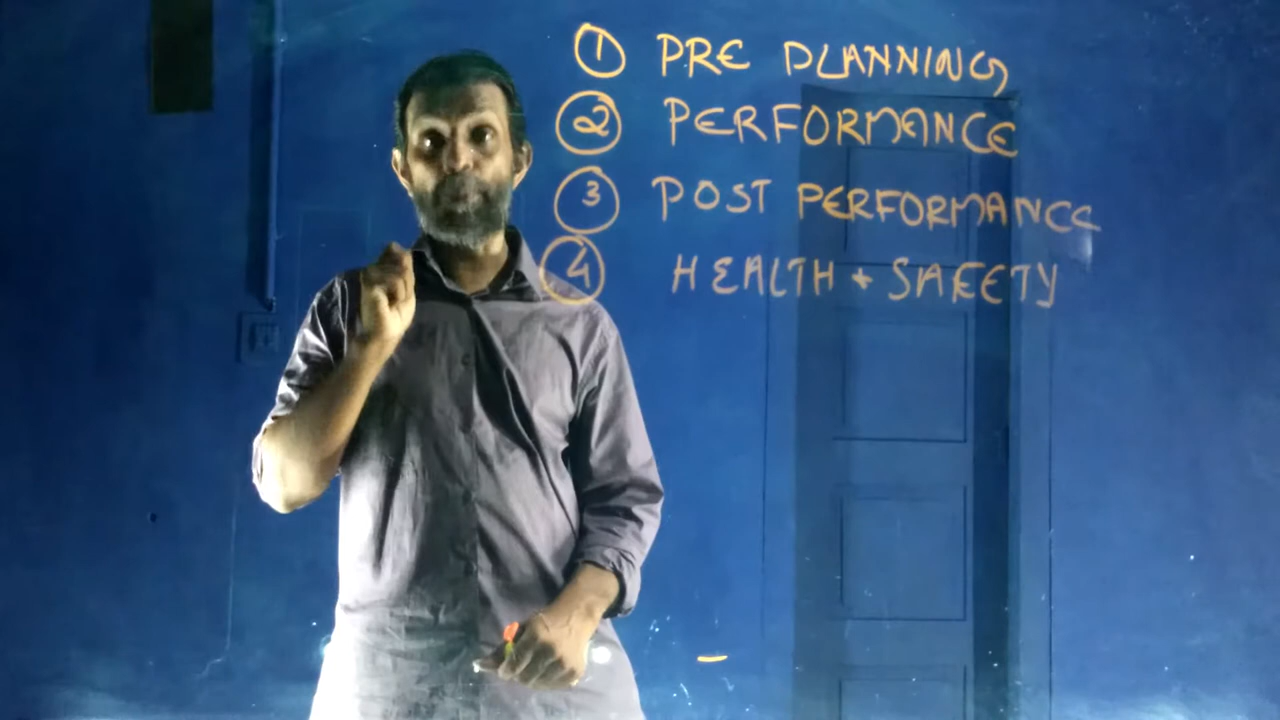 1 PRE PLANNING
2 PERFORMANCE
3 POST PERFORMANCE
4 HEALTH + SAFETY